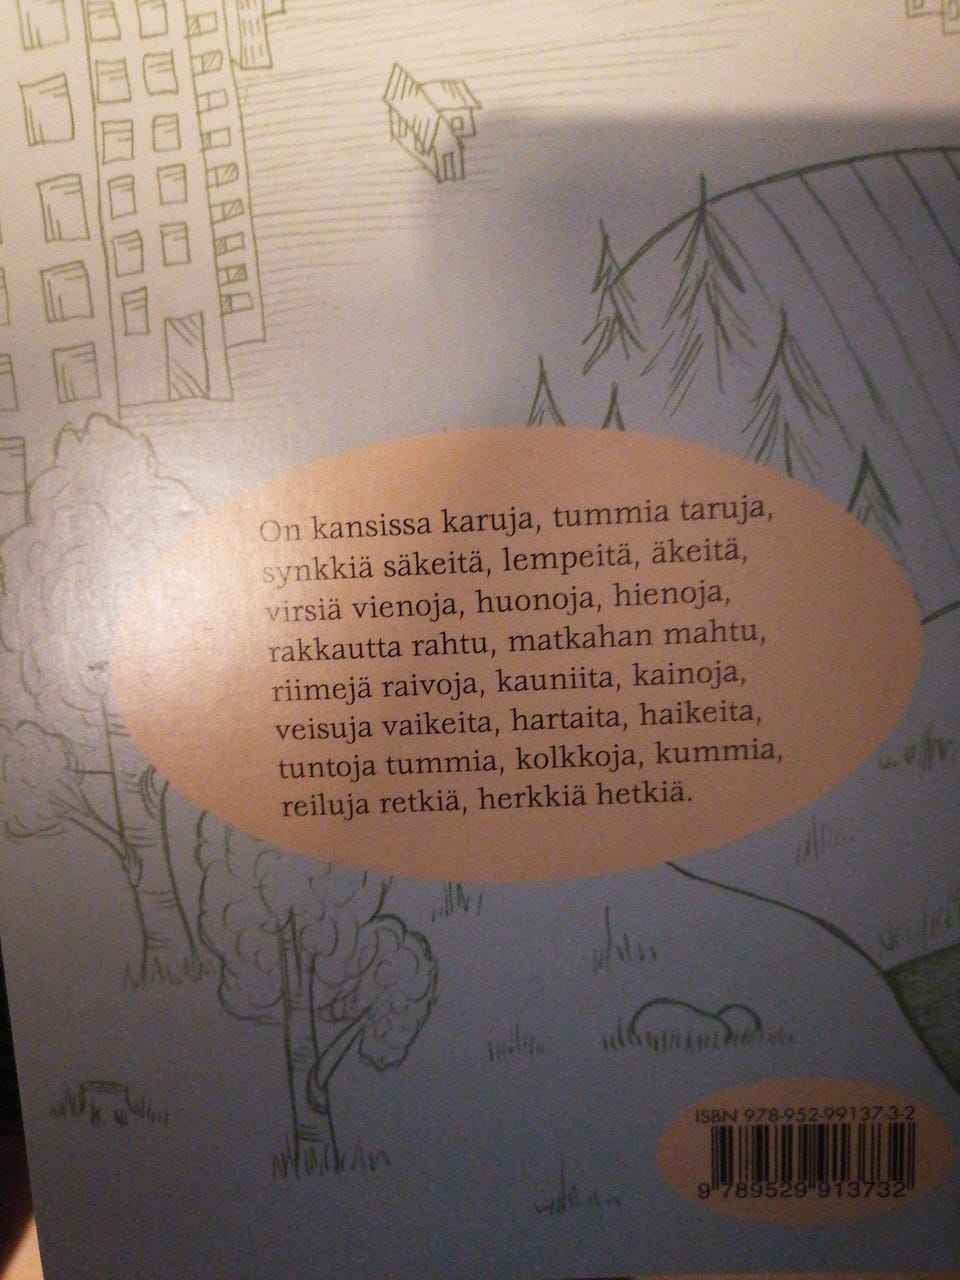 On kansissa karuja, tummia taruja,
synkkiä säkeitä, lempeitä, äkeitä,
virsiä vienoja, huonoja, hienoja,
rakkautta rahtu, matkahan mahtu,
riimejä raivoja, kauniita, kainoja,
veisuja vaikeita, hartaita, haikeita,
tuntoja tummia, kolkkoja, kummia,
reiluja retkiä, herkkiä hetkiä.
ISBN 978-952-99137-3-2
9 789529 913732